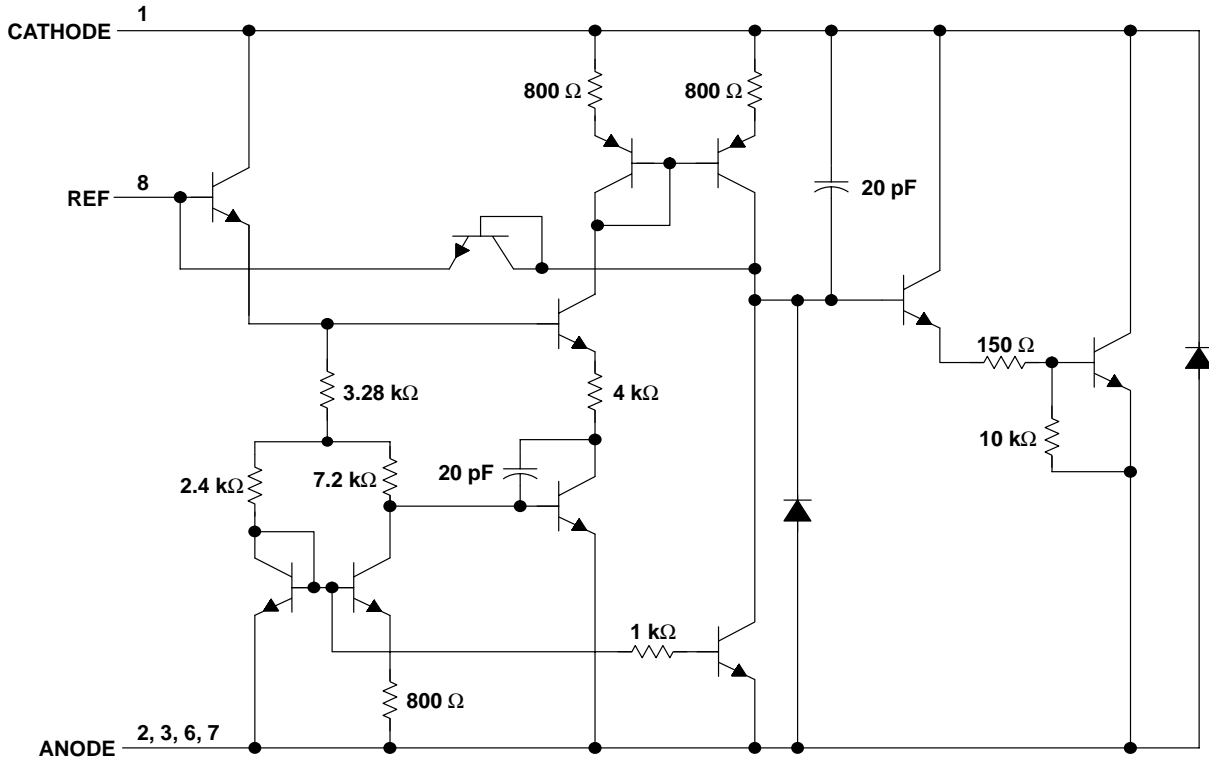 CATHODE 1
800 Ω 800 Ω
REF 8
20 pF
150 Ω
3.28 kΩ 4 kΩ
10 kΩ
2.4 kΩ 7.2 kΩ 20 pF
1 kΩ
800 Ω
ANODE 2, 3, 6, 7